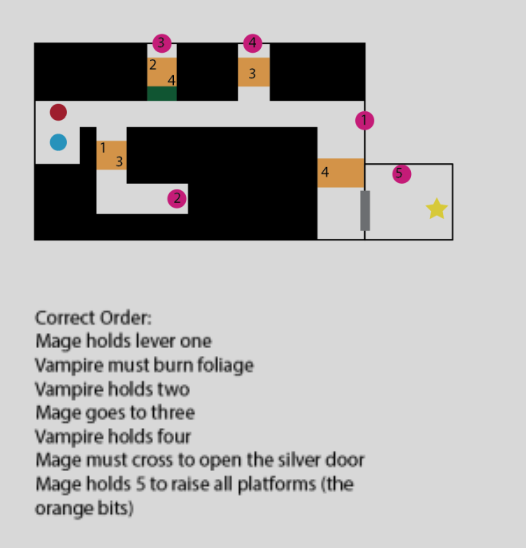 3 4
2
4 3
1
1
3
4 5
2
Correct Order:
Mage holds lever one
Vampire must burn foliage
Vampire holds two
Mage goes to three
Vampire holds four
Mage must cross to open the silver door
Mage holds 5 to raise all platforms (the
orange bits)